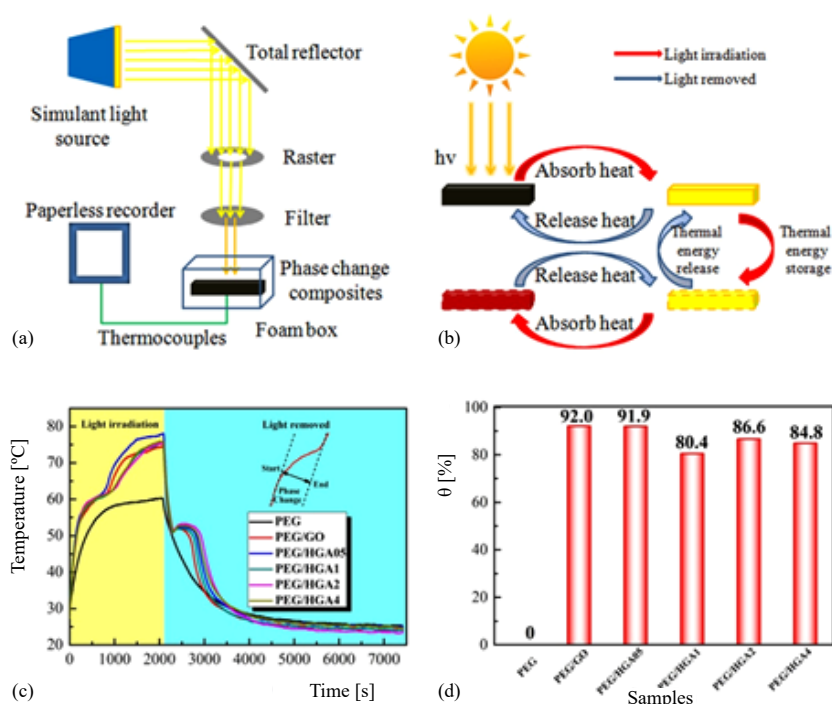 Total reflector
Simulant light
source
Raster
Paperless recorder
Filter
Phase change
composites
Thermocouples
Foam box
(a)
Light irradiation
Light removed
hν
Absorb heat
Release heat
Thermal
energy
release
Thermal
energy
storage
Release heat
Absorb heat
(b)
Temperature [°C]
80
70
60
50
40
30
20
Light irradiation
Light removed
Start
End
Phase
Change
PEG
PEG/GO
PEG/HGA05
PEG/HGA1
PEG/HGA2
PEG/HGA4
0 1000 2000 3000 4000 5000 6000 7000
(c)
Time [s]
θ [%]
100
80
60
40
20
0
0
92.0
91.9
80.4
86.6
84.8
PEG
PEG/GO
PEG/HGA05
PEG/HGA1
PEG/HGA2
PEG/HGA4
(d)
Samples